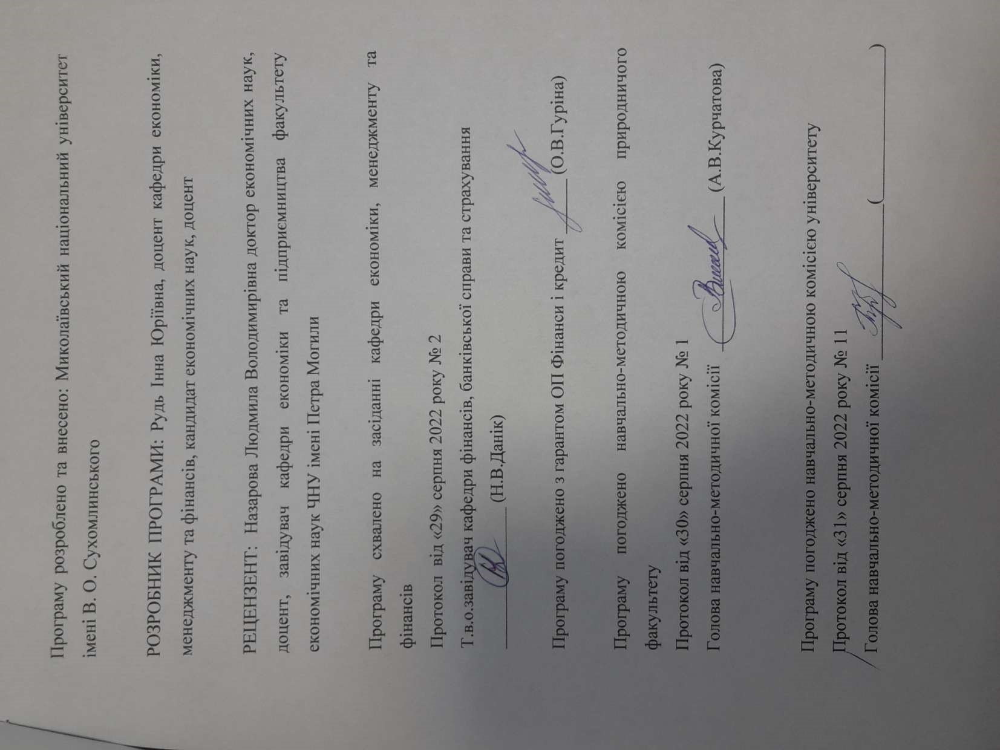 Програму розроблено та внесено: Миколаївський національний університет
імені В. О. Сухомлинського
РОЗРОБНИК ПРОГРАМИ: Рудь Інна Юріївна, доцент кафедри економіки,
менеджменту та фінансів, кандидат економічних наук, доцент
РЕЦЕНЗЕНТ: Назарова Людмила Володимирівна доктор економічних наук,
доцент, завідувач кафедри економіки та підприємництва факультету
економічних наук ЧНУ імені Петра Могили
Програму схвалено на засіданні кафедри економіки, менеджменту та
фінансів
Протокол від «29» серпня 2022 року № 2
Т.в.о.завідувач кафедри фінансів, банківської справи та страхування
(Н.В.Данік)
Програму погоджено з гарантом ОП Фінанси і кредит (О.В.Гуріна)
Програму погоджено навчально-методичною комісією природничого
факультету
Протокол від «30» серпня 2022 року № 1
Голова навчально-методичної комісії (А.В.Курчатова)
Програму погоджено навчально-методичною комісією університету
Протокол від «31» серпня 2022 року № 11
Голова навчально-методичної комісії ( )